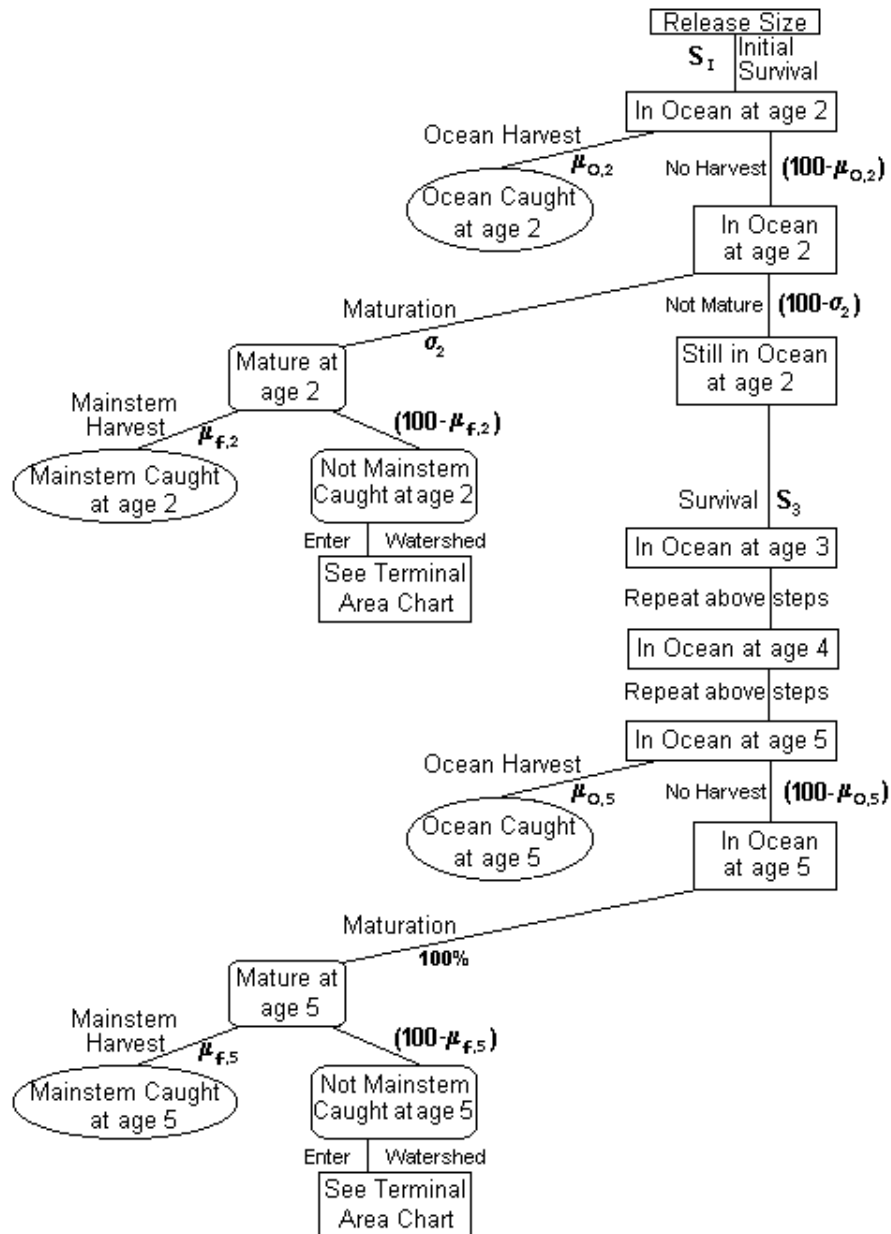 Release Size
S_I
Initial
Survival
In Ocean at age 2
Ocean Harvest
μ_O,2
No Harvest
(100-μ_O,2)
Ocean Caught
at age 2
In Ocean
at age 2
Maturation
σ_2
Not Mature
(100-σ_2)
Mature at
age 2
Still in Ocean
at age 2
Mainstem
Harvest
μ_f,2
(100-μ_f,2)
Mainstem Caught
at age 2
Not Mainstem
Caught at age 2
Survival
S_3
Enter
Watershed
In Ocean at age 3
See Terminal
Area Chart
Repeat above steps
In Ocean at age 4
Repeat above steps
In Ocean at age 5
Ocean Harvest
μ_O,5
No Harvest
(100-μ_O,5)
Ocean Caught
at age 5
In Ocean
at age 5
Maturation
100%
Mature at
age 5
Mainstem
Harvest
μ_f,5
(100-μ_f,5)
Mainstem Caught
at age 5
Not Mainstem
Caught at age 5
Enter
Watershed
See Terminal
Area Chart